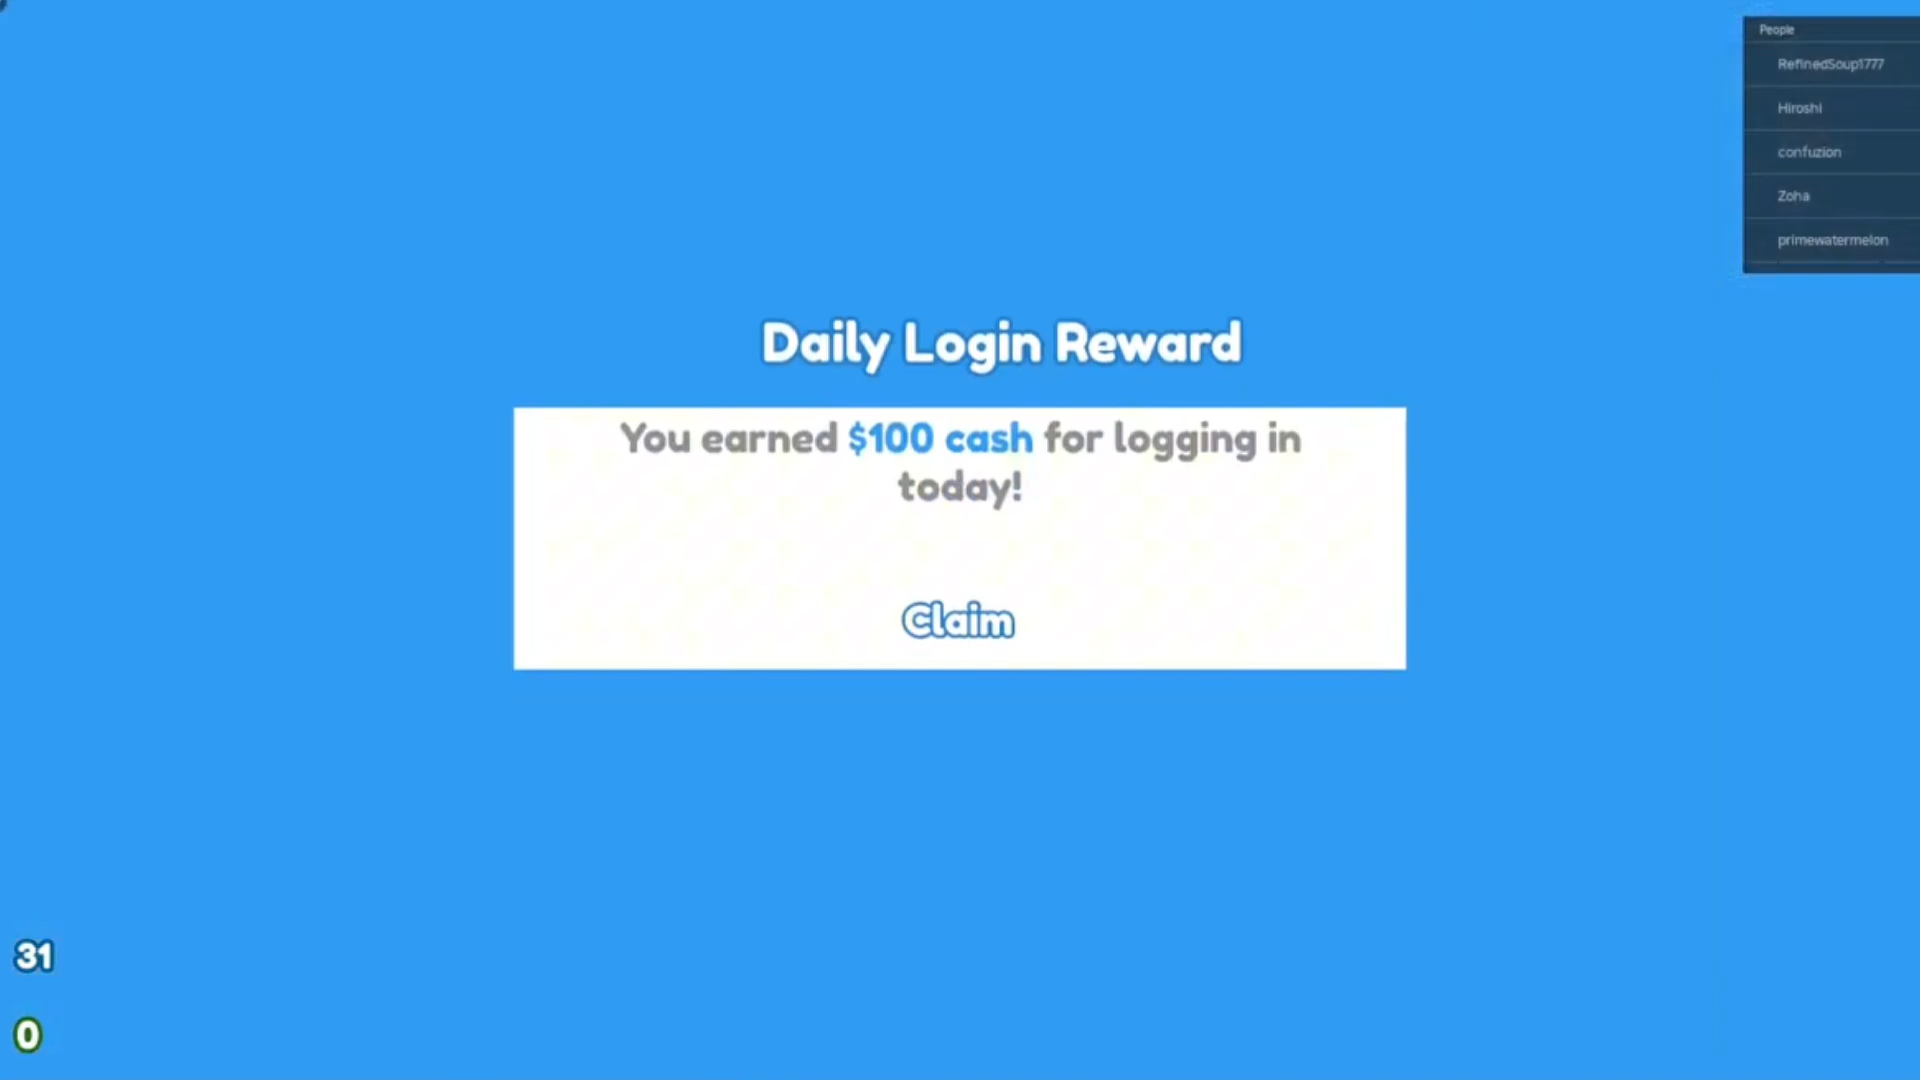 People
RefinedSoup1777
Hiroshi
confuzion
Zoha
primewatermelon
Daily Login Reward
You earned $100 cash for logging in
today!
Claim
31
0